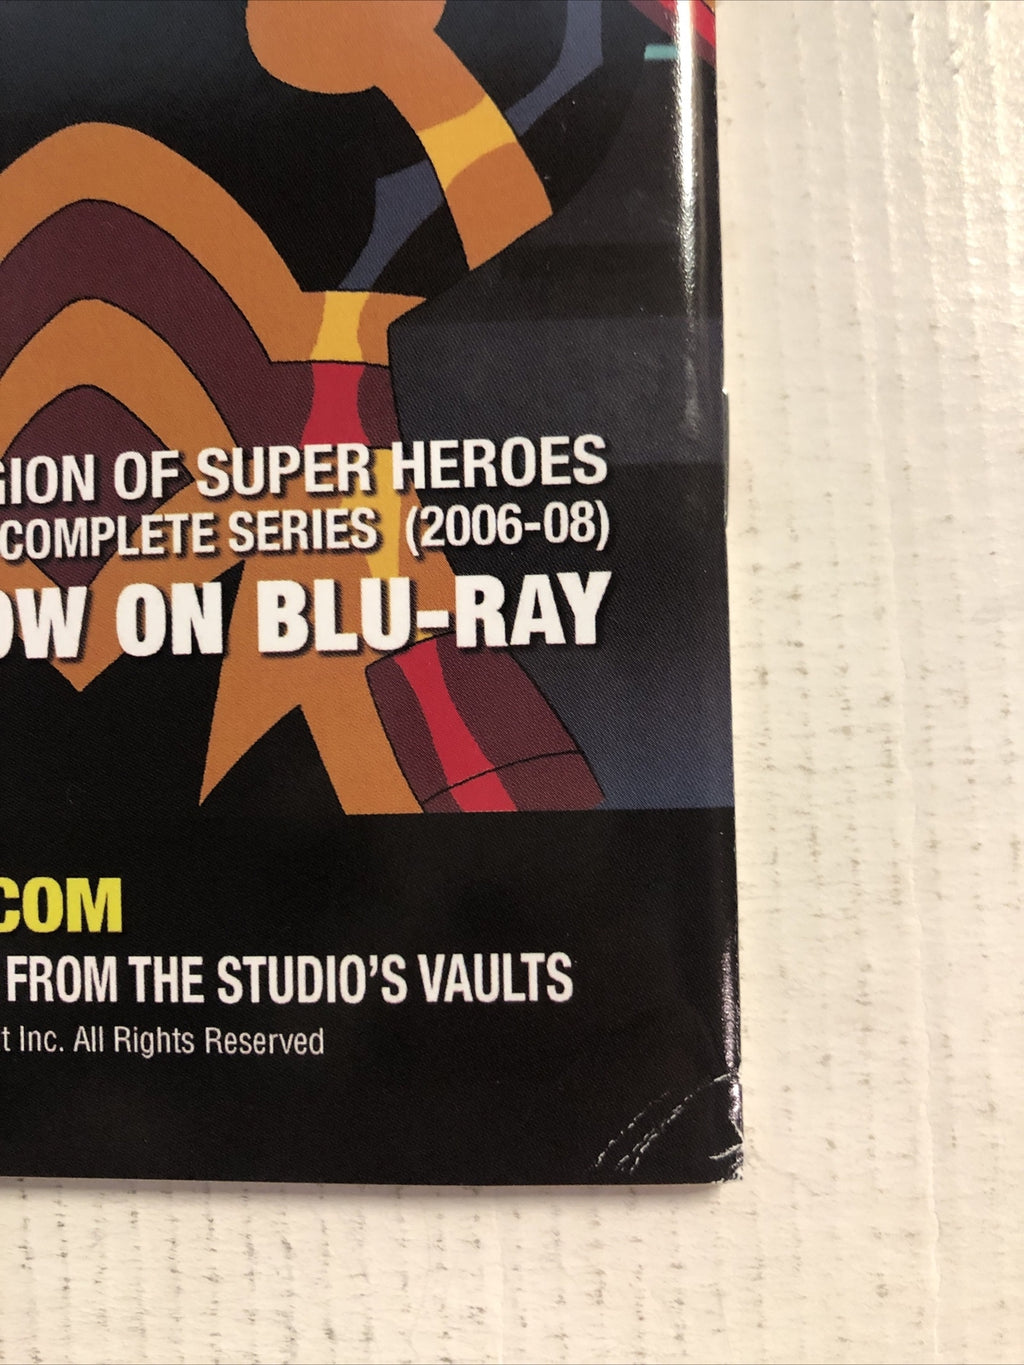 GION OF SUPER HEROES
COMPLETE SERIES (2006-08)
OW ON BLU-RAY
.COM
FROM THE STUDIO'S VAULTS
t Inc. All Rights Reserved